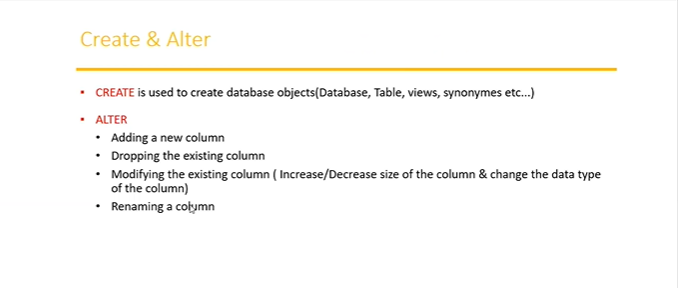 Create & Alter
• CREATE is used to create database objects(Database, Table, views, synonymes etc...)
• ALTER
• Adding a new column
• Dropping the existing column
• Modifying the existing column ( Increase/Decrease size of the column & change the data type
of the column)
• Renaming a column